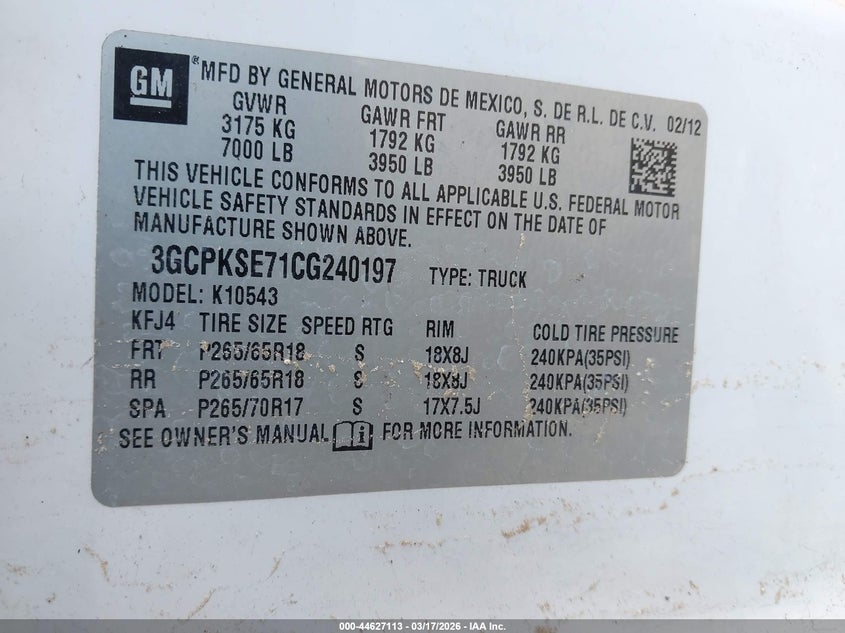 GM
® MFD BY GENERAL MOTORS DE MEXICO, S. DE R.L. DE C.V. 02/12
GVWR GAWR FRT GAWR RR
3175 KG 1792 KG 1792 KG
7000 LB 3950 LB 3950 LB
THIS VEHICLE CONFORMS TO ALL APPLICABLE U.S. FEDERAL MOTOR
VEHICLE SAFETY STANDARDS IN EFFECT ON THE DATE OF
MANUFACTURE SHOWN ABOVE.
3GCPKSE71CG240197 TYPE: TRUCK
MODEL: K10543
KFJ4 TIRE SIZE SPEED RTG RIM COLD TIRE PRESSURE
FRT P265/65R18 S 18X8J 240KPA(35PSI)
RR P265/65R18 S 18X8J 240KPA(35PSI)
SPA P265/70R17 S 17X7.5J 240KPA(35PSI)
SEE OWNER'S MANUAL i FOR MORE INFORMATION.
000-44627113 — 03/17/2026 — IAA Inc.